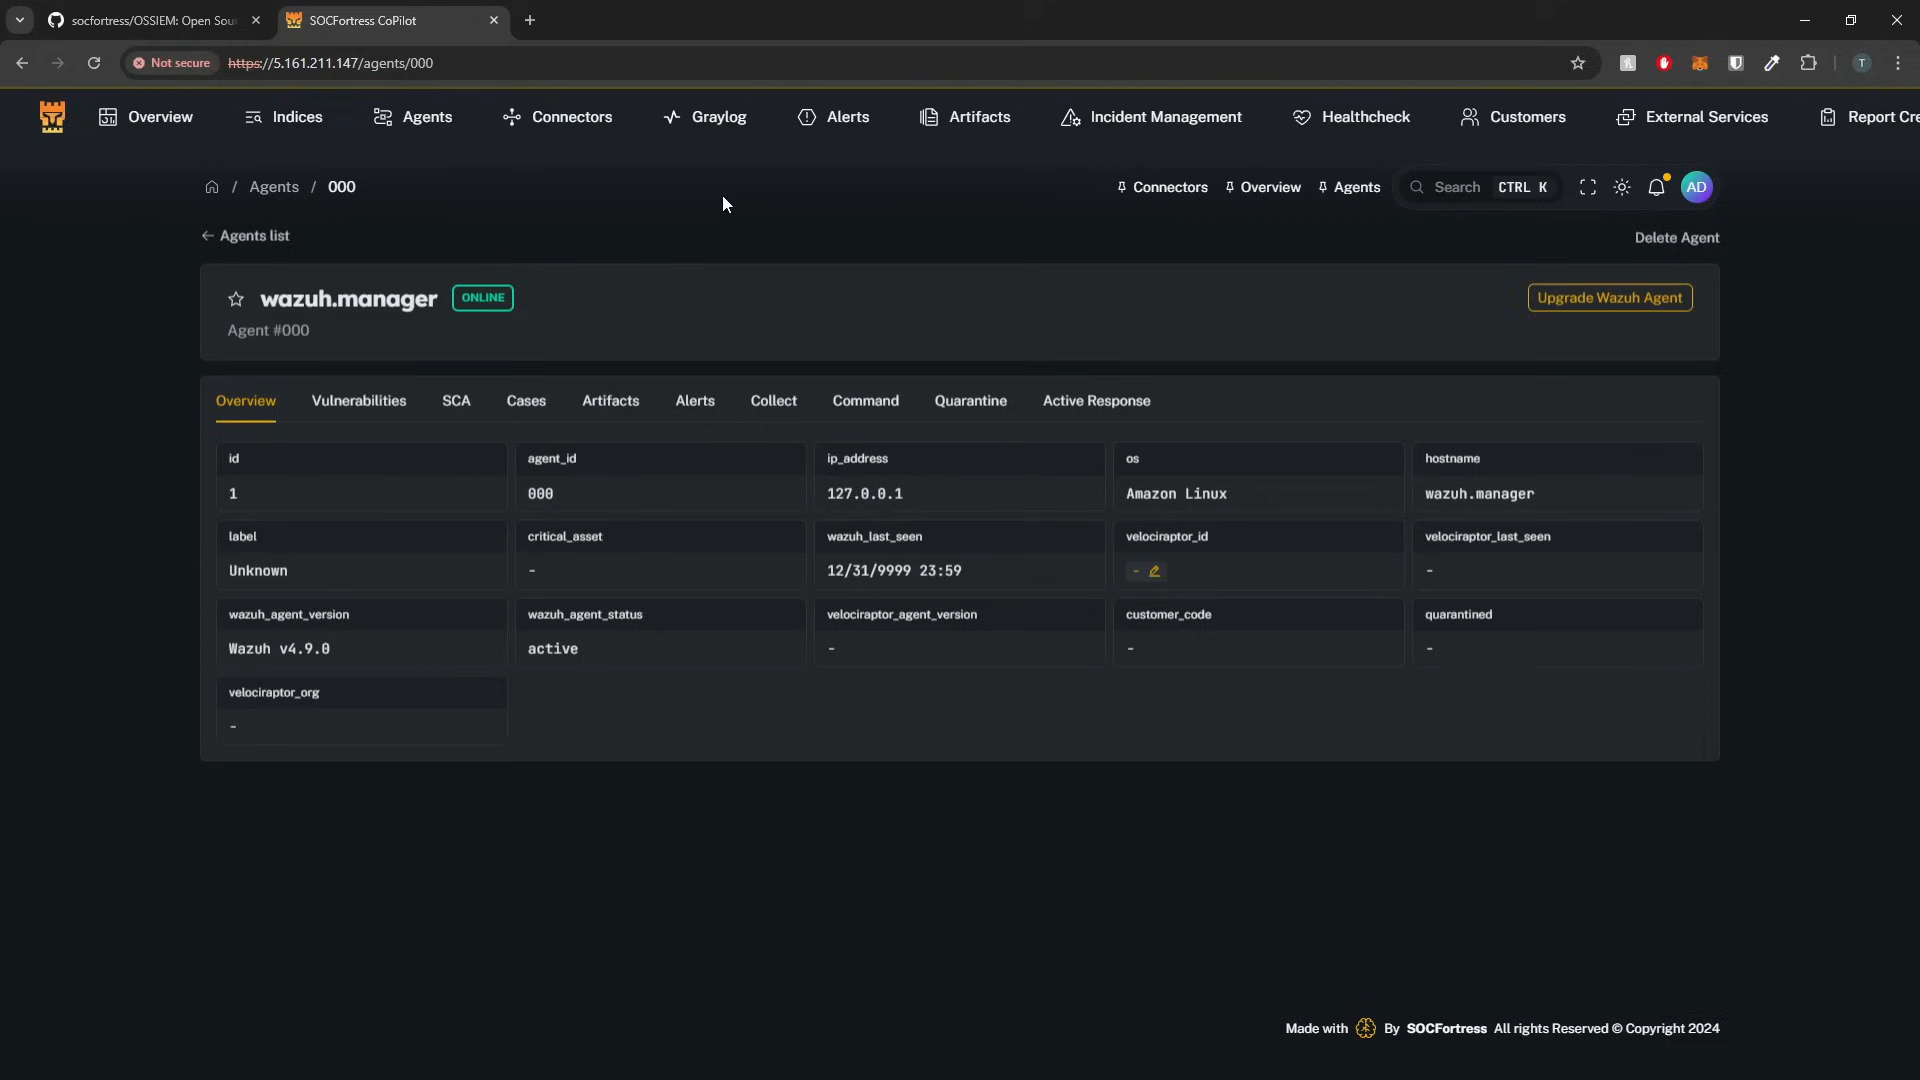 socfortress/OSSIEM: Open Sour
SOCFortress CoPilot
Not secure
https://5.161.211.147/agents/000
T
Overview
Indices
Agents
Connectors
Graylog
Alerts
Artifacts
Incident Management
Healthcheck
Customers
External Services
Report Cre
/ Agents / 000
Connectors
Overview
Agents
Search CTRL K
AD
Agents list
Delete Agent
wazuh.manager ONLINE
Upgrade Wazuh Agent
Agent #000
Overview Vulnerabilities SCA Cases Artifacts Alerts Collect Command Quarantine Active Response
id agent_id ip_address os hostname
1 000 127.0.0.1 Amazon Linux wazuh.manager
label critical_asset wazuh_last_seen velociraptor_id velociraptor_last_seen
Unknown - 12/31/9999 23:59 - -
wazuh_agent_version wazuh_agent_status velociraptor_agent_version customer_code quarantined
Wazuh v4.9.0 active - - -
velociraptor_org
-
Made with By SOCFortress All rights Reserved © Copyright 2024